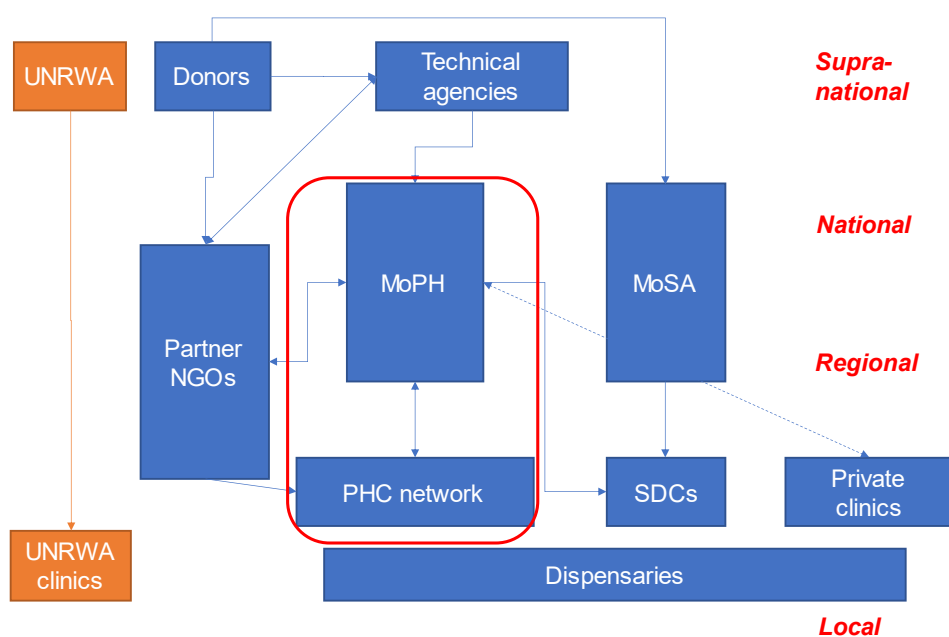 UNRWA
Donors
Technical
agencies
Supra-
national
National
MoPH
MoSA
Partner
NGOs
Regional
PHC network
SDCs
Private
clinics
UNRWA
clinics
Dispensaries
Local